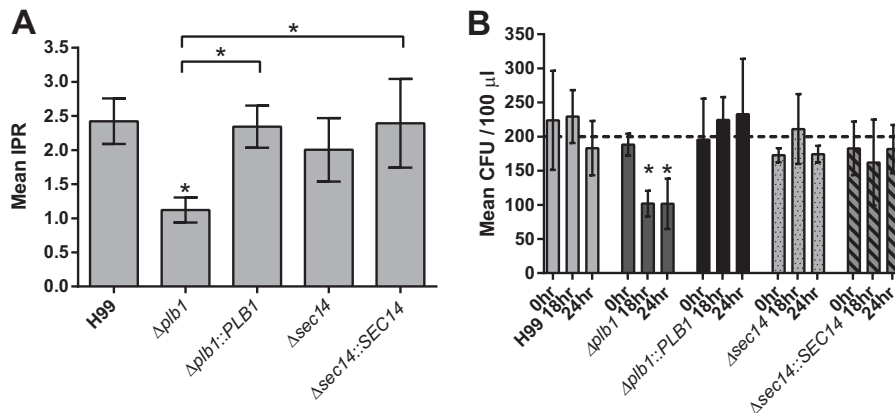 A
*
*
3.5
3.0
2.5
2.0
1.5
1.0
0.5
0.0
Mean IPR
*
H99
Δplb1
Δplb1::PLB1
Δsec14
Δsec14::SEC14
B
350
300
250
200
150
100
50
0
Mean CFU / 100 μl
* *
0hr
H99 18hr
24hr
0hr
Δplb1 18hr
24hr
0hr
Δplb1::PLB1 18hr
24hr
0hr
Δsec14 18hr
24hr
0hr
Δsec14::SEC14 18hr
24hr